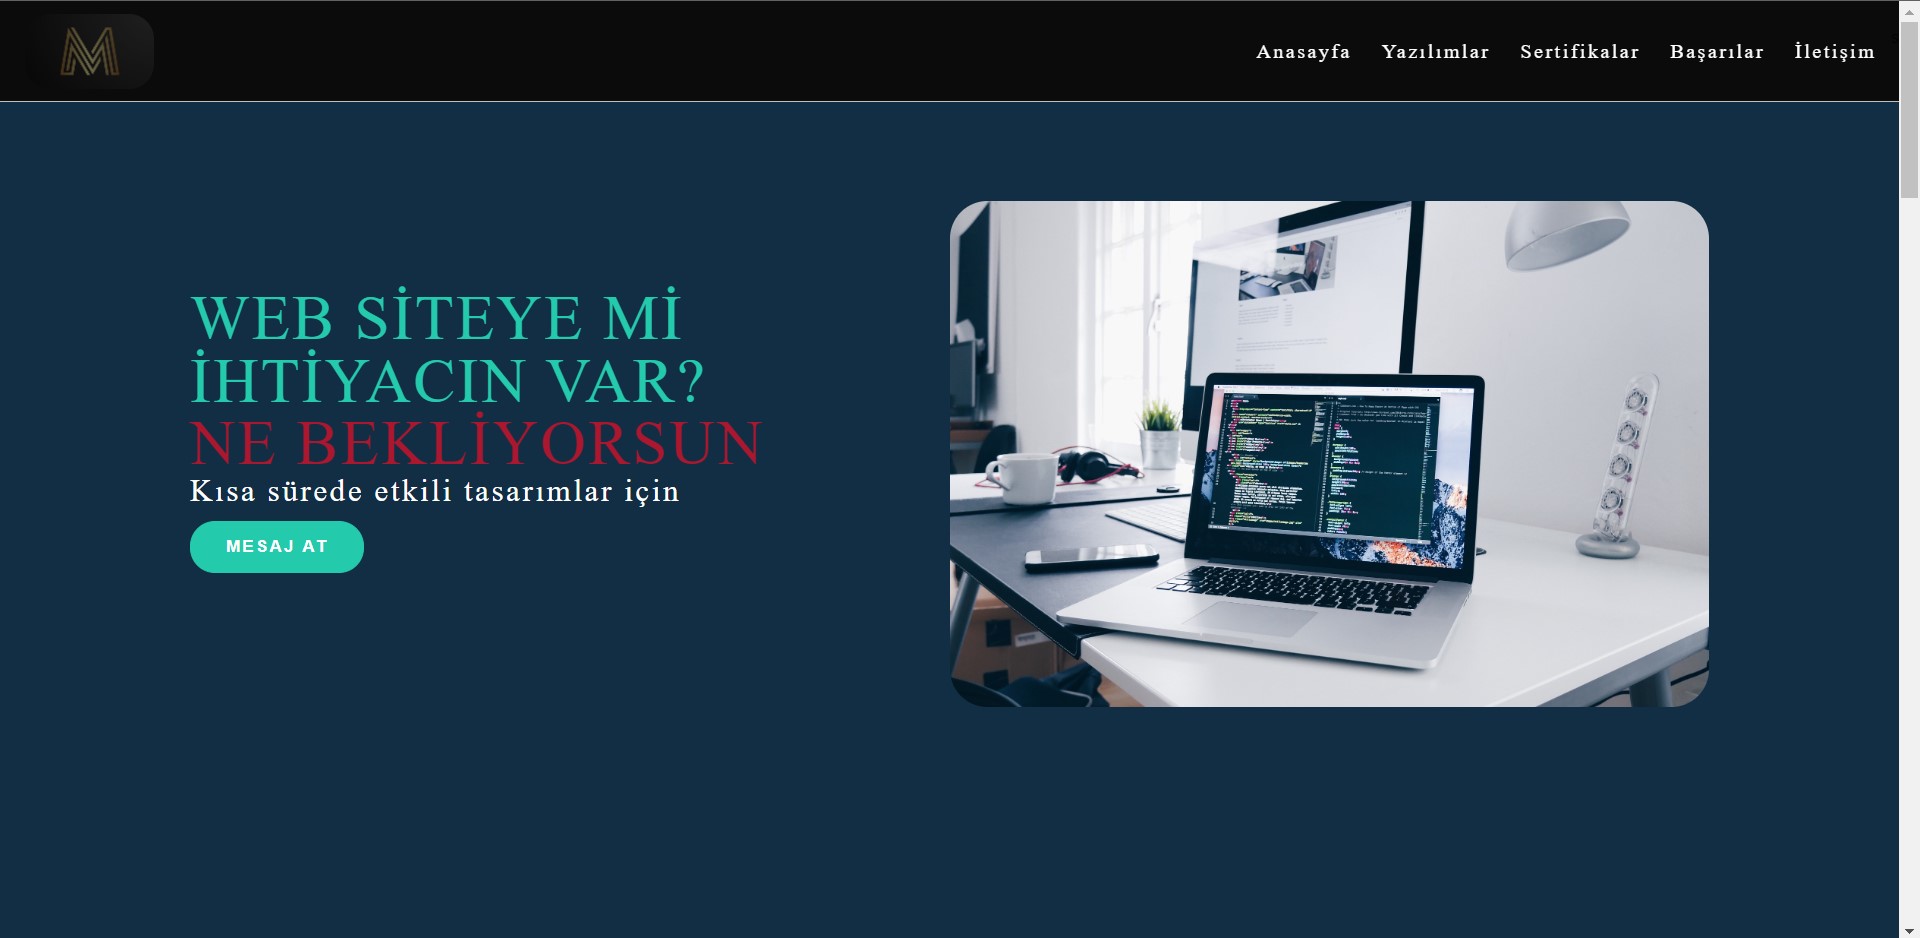 M
Anasayfa Yazılımlar Sertifikalar Başarılar İletişim
WEB SİTEYE Mİ
İHTİYACIN VAR?
NE BEKLİYORSUN
Kısa sürede etkili tasarımlar için
MESAJ AT